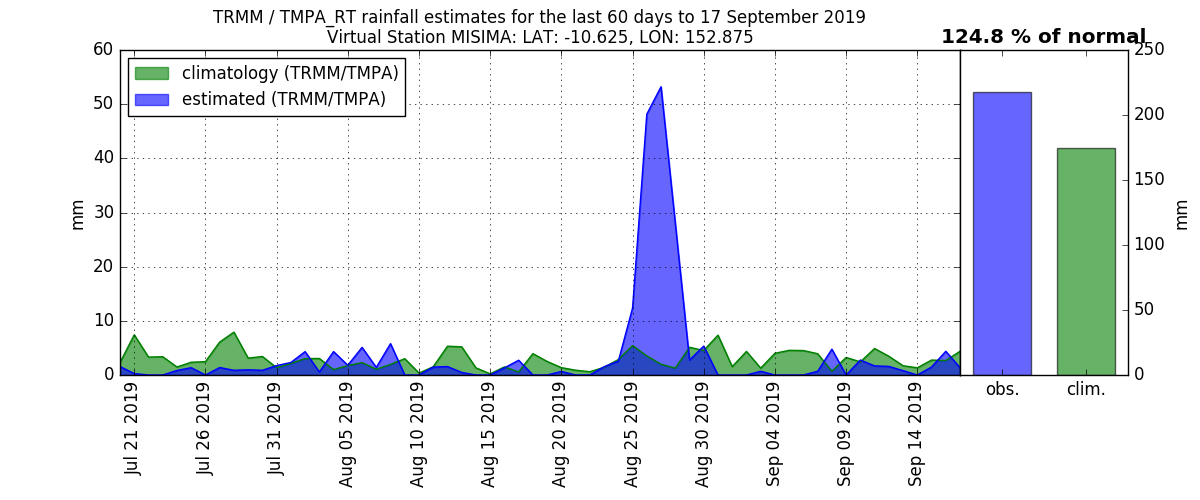 TRMM / TMPA_RT rainfall estimates for the last 60 days to 17 September 2019
Virtual Station MISIMA: LAT: -10.625, LON: 152.875
124.8 % of normal
climatology (TRMM/TMPA)
estimated (TRMM/TMPA)
60
50
40
30
20
10
0
mm
Jul 21 2019
Jul 26 2019
Jul 31 2019
Aug 05 2019
Aug 10 2019
Aug 15 2019
Aug 20 2019
Aug 25 2019
Aug 30 2019
Sep 04 2019
Sep 09 2019
Sep 14 2019
250
200
150
100
50
0
mm
obs.
clim.